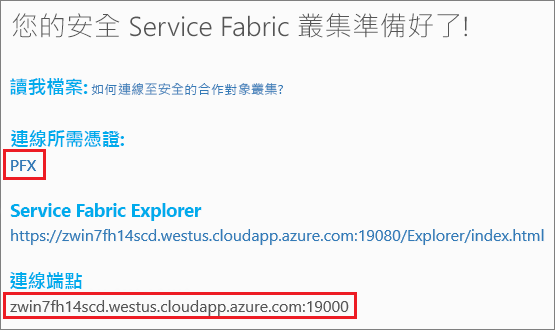 您的安全 Service Fabric 叢集準備好了!
讀我檔案: 如何連線至安全的合作對象叢集?
連線所需憑證:
PFX
Service Fabric Explorer
https://zwin7fh14scd.westus.cloudapp.azure.com:19080/Explorer/index.html
連線端點
zwin7fh14scd.westus.cloudapp.azure.com:19000